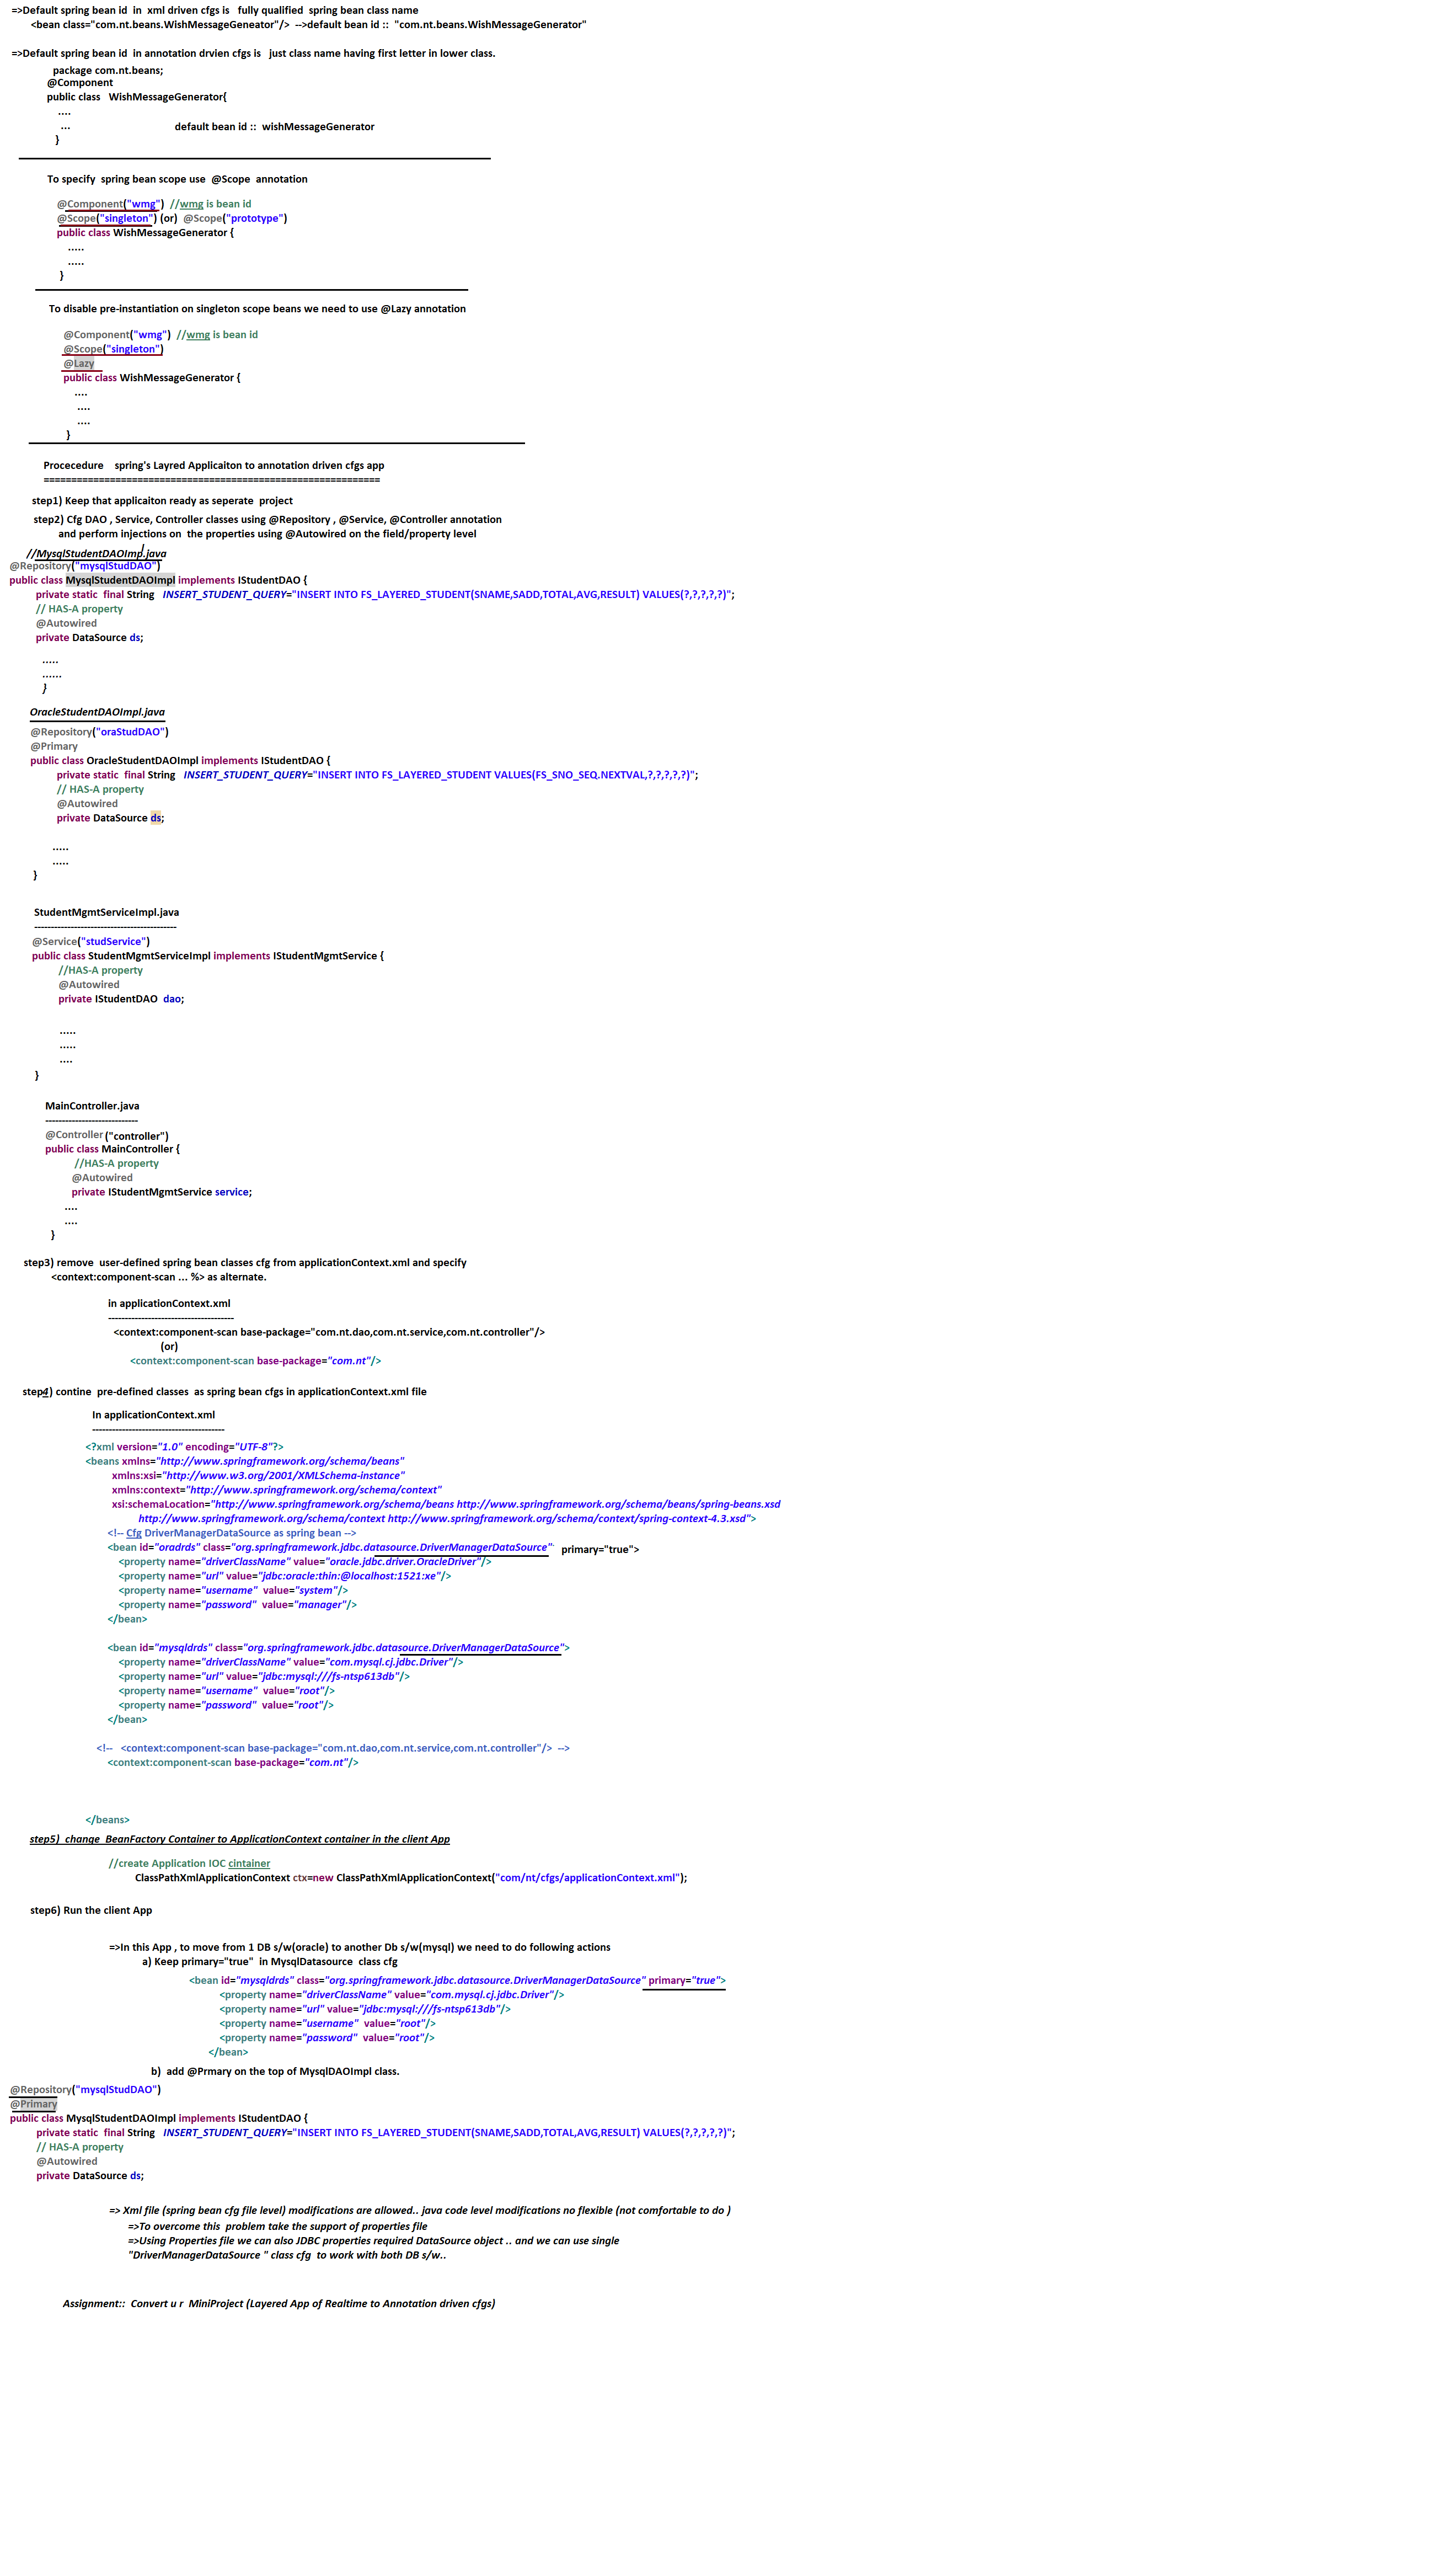 =>Default spring bean id  in  xml driven cfgs is   fully qualified  spring bean class name
<bean class="com.nt.beans.WishMessageGeneator"/>  -->default bean id ::  "com.nt.beans.WishMessageGenerator"
=>Default spring bean id  in annotation drvien cfgs is   just class name having first letter in lower class.
package com.nt.beans;
@Component
public class   WishMessageGenerator{
....
...                default bean id ::  wishMessageGenerator
}
To specify  spring bean scope use  @Scope  annotation
@Component("wmg")  //wmg is bean id
@Scope("singleton") (or)  @Scope("prototype")
public class WishMessageGenerator {
.....
.....
}
To disable pre-instantiation on singleton scope beans we need to use @Lazy annotation
@Component("wmg")  //wmg is bean id
@Scope("singleton")
@Lazy
public class WishMessageGenerator {
....
....
....
}
Procecedure    spring's Layred Applicaiton to annotation driven cfgs app
=============================================================
step1) Keep that applicaiton ready as seperate  project
step2) Cfg DAO , Service, Controller classes using @Repository , @Service, @Controller annotation
and perform injections on  the properties using @Autowired on the field/property level
//MysqlStudentDAOImpl.java
@Repository("mysqlStudDAO")
public class MysqlStudentDAOImpl implements IStudentDAO {
private static  final String   INSERT_STUDENT_QUERY="INSERT INTO FS_LAYERED_STUDENT(SNAME,SADD,TOTAL,AVG,RESULT) VALUES(?,?,?,?,?)";
// HAS-A property
@Autowired
private DataSource ds;
.....
......
}
OracleStudentDAOImpl.java
@Repository("oraStudDAO")
@Primary
public class OracleStudentDAOImpl implements IStudentDAO {
private static  final String   INSERT_STUDENT_QUERY="INSERT INTO FS_LAYERED_STUDENT VALUES(FS_SNO_SEQ.NEXTVAL,?,?,?,?,?)";
// HAS-A property
@Autowired
private DataSource ds;
.....
.....
}
StudentMgmtServiceImpl.java
-------------------------------------------
@Service("studService")
public class StudentMgmtServiceImpl implements IStudentMgmtService {
//HAS-A property
@Autowired
private IStudentDAO  dao;
.....
.....
....
}
MainController.java
----------------------------
@Controller("controller")
public class MainController {
//HAS-A property
@Autowired
private IStudentMgmtService service;
....
....
}
step3) remove  user-defined spring bean classes cfg from applicationContext.xml and specify
<context:component-scan ... %> as alternate.
in applicationContext.xml
--------------------------------------
<context:component-scan base-package="com.nt.dao,com.nt.service,com.nt.controller"/>
(or)
<context:component-scan base-package="com.nt"/>
step4) contine  pre-defined classes  as spring bean cfgs in applicationContext.xml file
In applicationContext.xml
----------------------------------------
<?xml version="1.0" encoding="UTF-8"?>
<beans xmlns="http://www.springframework.org/schema/beans"
xmlns:xsi="http://www.w3.org/2001/XMLSchema-instance"
xmlns:context="http://www.springframework.org/schema/context"
xsi:schemaLocation="http://www.springframework.org/schema/beans http://www.springframework.org/schema/beans/spring-beans.xsd
http://www.springframework.org/schema/context http://www.springframework.org/schema/context/spring-context-4.3.xsd">
<!-- Cfg DriverManagerDataSource as spring bean -->
<bean id="oradrds" class="org.springframework.jdbc.datasource.DriverManagerDataSource"  primary="true">
<property name="driverClassName" value="oracle.jdbc.driver.OracleDriver"/>
<property name="url" value="jdbc:oracle:thin:@localhost:1521:xe"/>
<property name="username"  value="system"/>
<property name="password"  value="manager"/>
</bean>
<bean id="mysqldrds" class="org.springframework.jdbc.datasource.DriverManagerDataSource">
<property name="driverClassName" value="com.mysql.cj.jdbc.Driver"/>
<property name="url" value="jdbc:mysql:///fs-ntsp613db"/>
<property name="username"  value="root"/>
<property name="password"  value="root"/>
</bean>
<!--   <context:component-scan base-package="com.nt.dao,com.nt.service,com.nt.controller"/>  -->
<context:component-scan base-package="com.nt"/>
</beans>
step5)  change  BeanFactory Container to ApplicationContext container in the client App
//create Application IOC cintainer
ClassPathXmlApplicationContext ctx=new ClassPathXmlApplicationContext("com/nt/cfgs/applicationContext.xml");
step6) Run the client App
=>In this App , to move from 1 DB s/w(oracle) to another Db s/w(mysql) we need to do following actions
a) Keep primary="true"  in MysqlDatasource  class cfg
<bean id="mysqldrds" class="org.springframework.jdbc.datasource.DriverManagerDataSource" primary="true">
<property name="driverClassName" value="com.mysql.cj.jdbc.Driver"/>
<property name="url" value="jdbc:mysql:///fs-ntsp613db"/>
<property name="username"  value="root"/>
<property name="password"  value="root"/>
</bean>
b)  add @Prmary on the top of MysqlDAOImpl class.
@Repository("mysqlStudDAO")
@Primary
public class MysqlStudentDAOImpl implements IStudentDAO {
private static  final String   INSERT_STUDENT_QUERY="INSERT INTO FS_LAYERED_STUDENT(SNAME,SADD,TOTAL,AVG,RESULT) VALUES(?,?,?,?,?)";
// HAS-A property
@Autowired
private DataSource ds;
=> Xml file (spring bean cfg file level) modifications are allowed.. java code level modifications no flexible (not comfortable to do )
=>To overcome this  problem take the support of properties file
=>Using Properties file we can also JDBC properties required DataSource object .. and we can use single
"DriverManagerDataSource " class cfg  to work with both DB s/w..
Assignment::  Convert u r  MiniProject (Layered App of Realtime to Annotation driven cfgs)